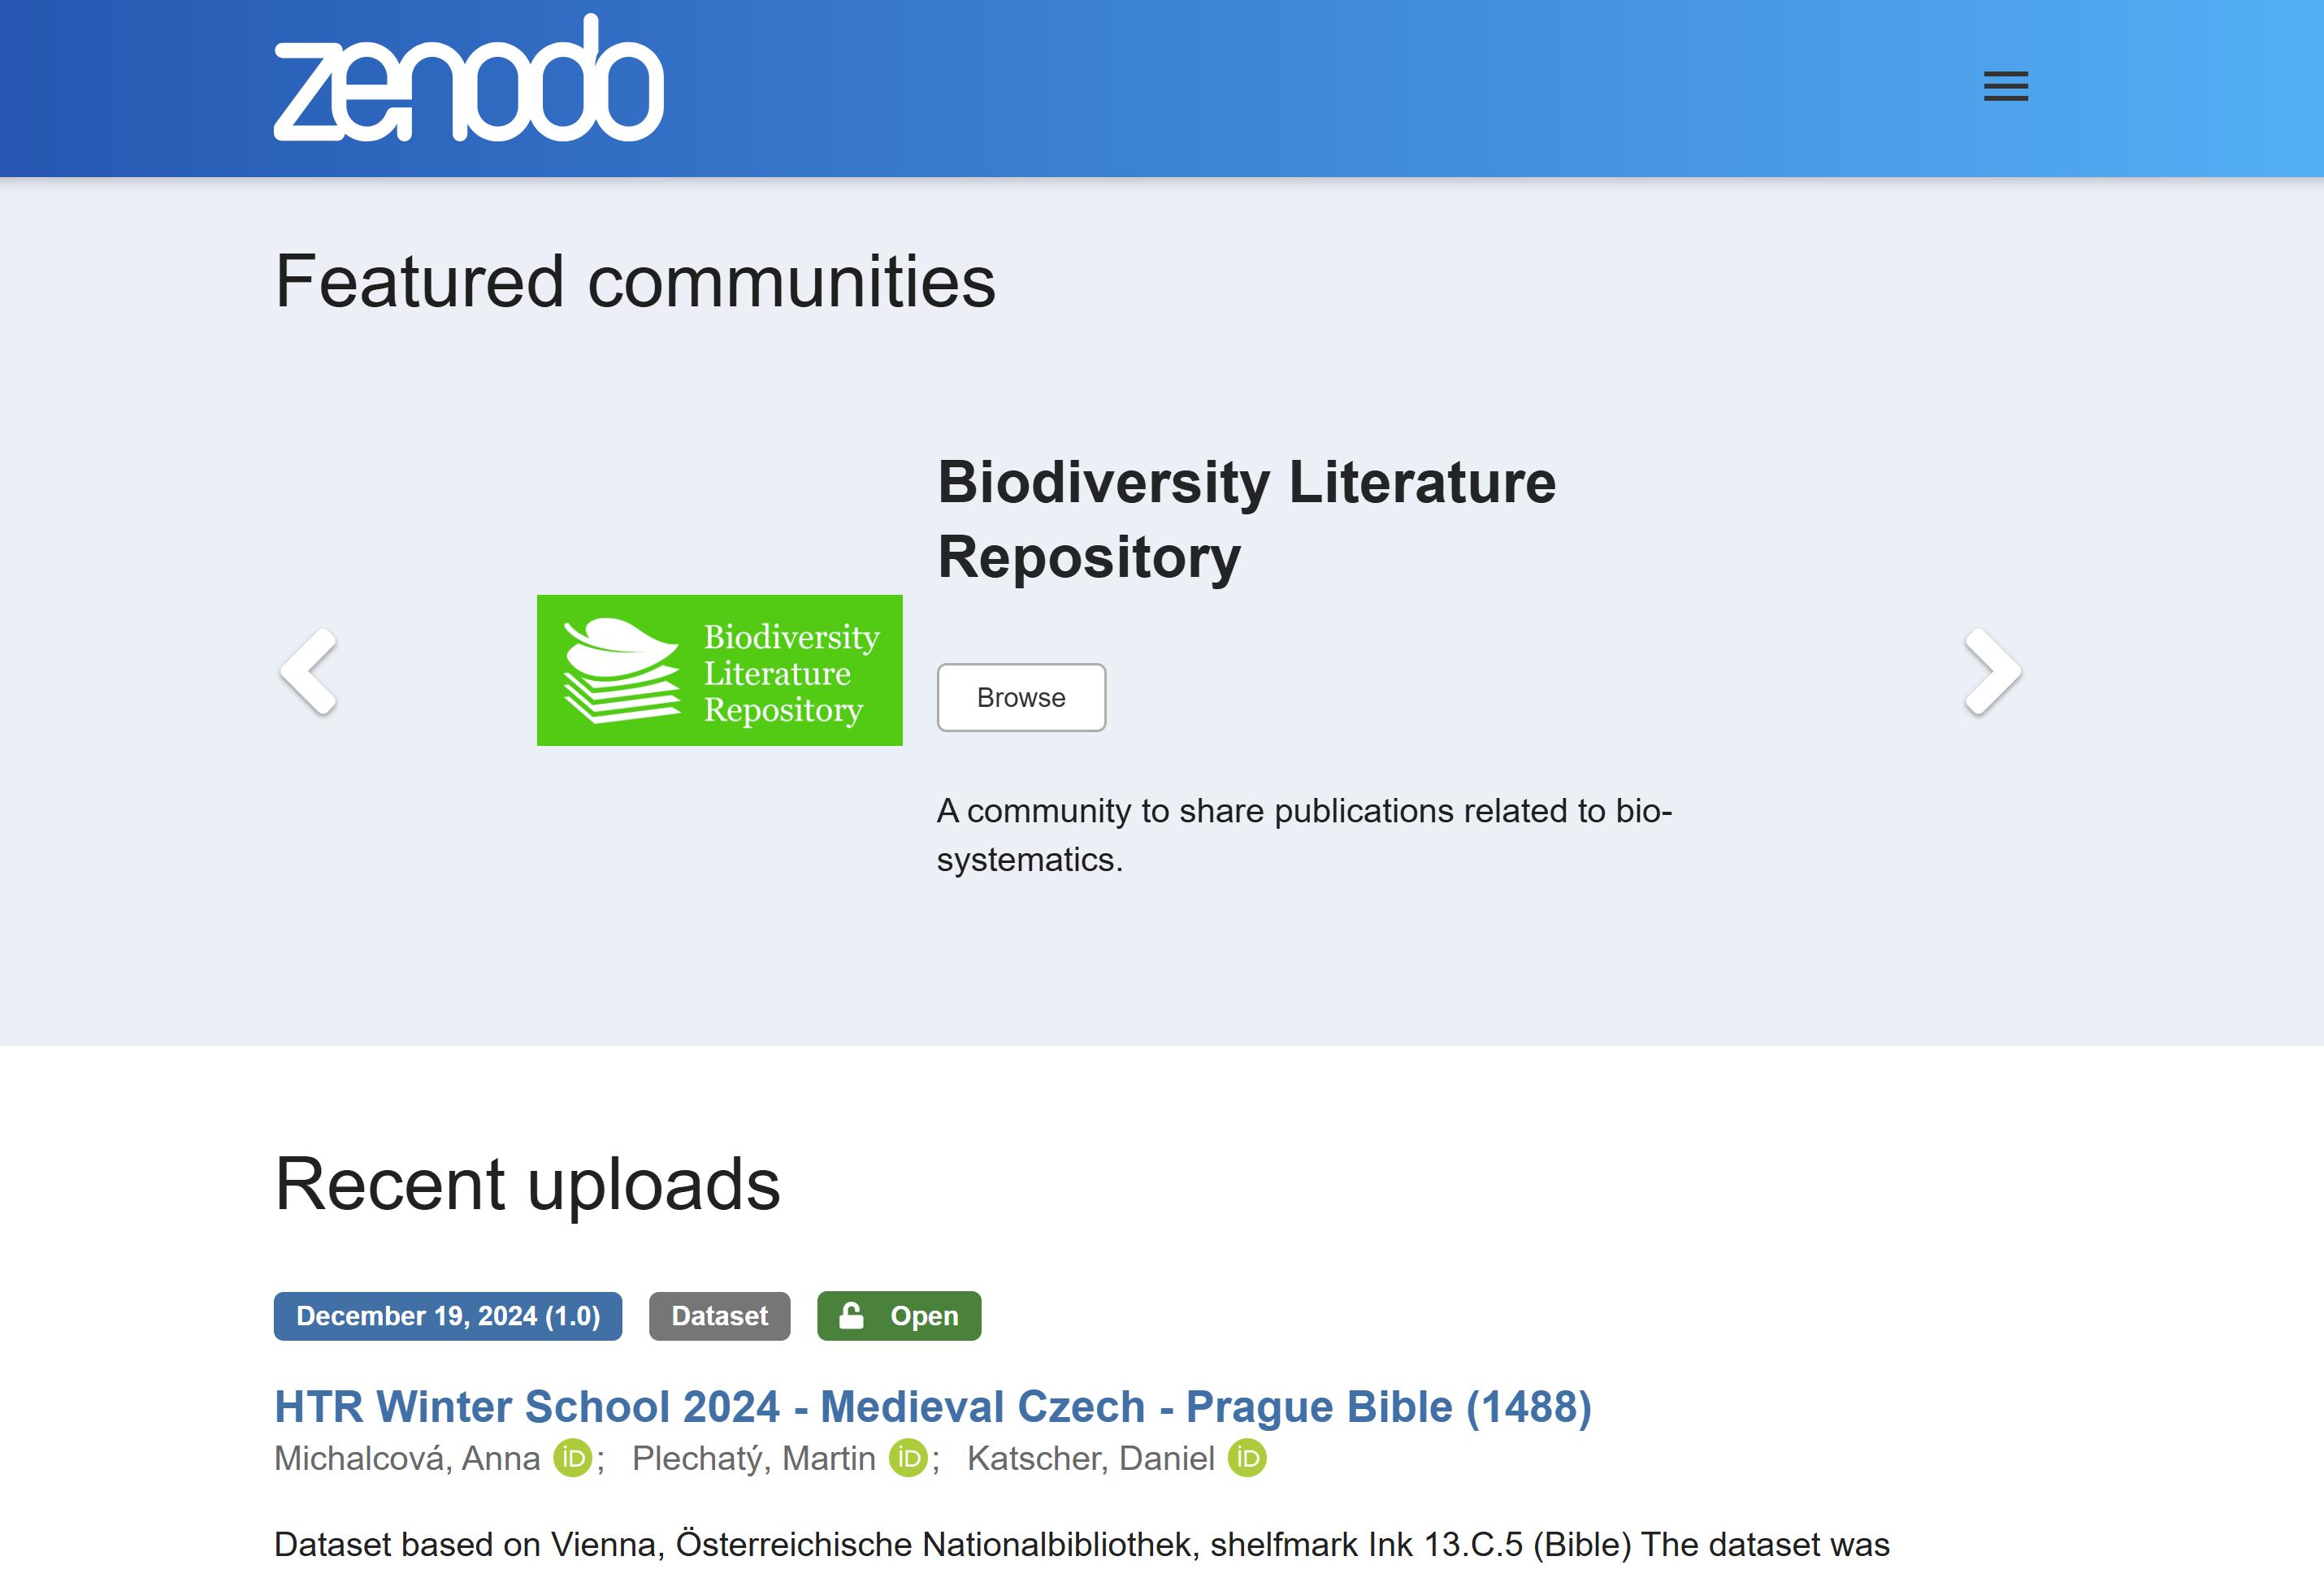 zenodo
Featured communities
Biodiversity Literature
Repository
Biodiversity
Literature
Repository
Browse
A community to share publications related to bio-
systematics.
Recent uploads
December 19, 2024 (1.0) Dataset Open
HTR Winter School 2024 - Medieval Czech - Prague Bible (1488)
Michalcová, Anna iD; Plechatý, Martin iD; Katscher, Daniel iD
Dataset based on Vienna, Österreichische Nationalbibliothek, shelfmark Ink 13.C.5 (Bible) The dataset was